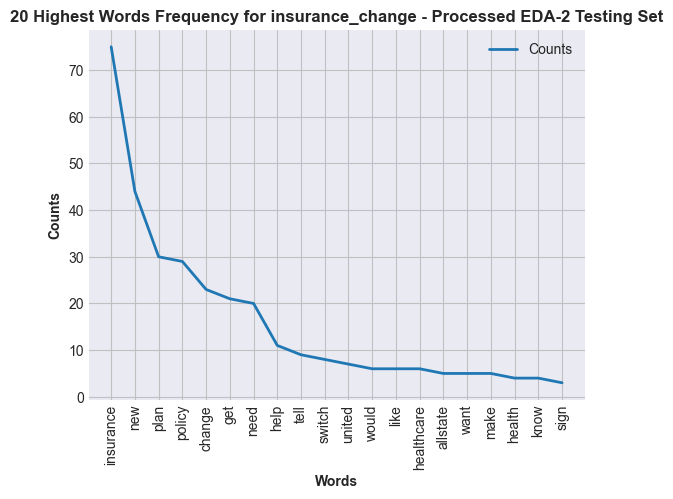 20 Highest Words Frequency for insurance_change - Processed EDA-2 Testing Set
Counts
70
60
50
40
30
20
10
0
Counts
insurance
new
plan
policy
change
get
need
help
tell
switch
united
would
like
healthcare
allstate
want
make
health
know
sign
Words